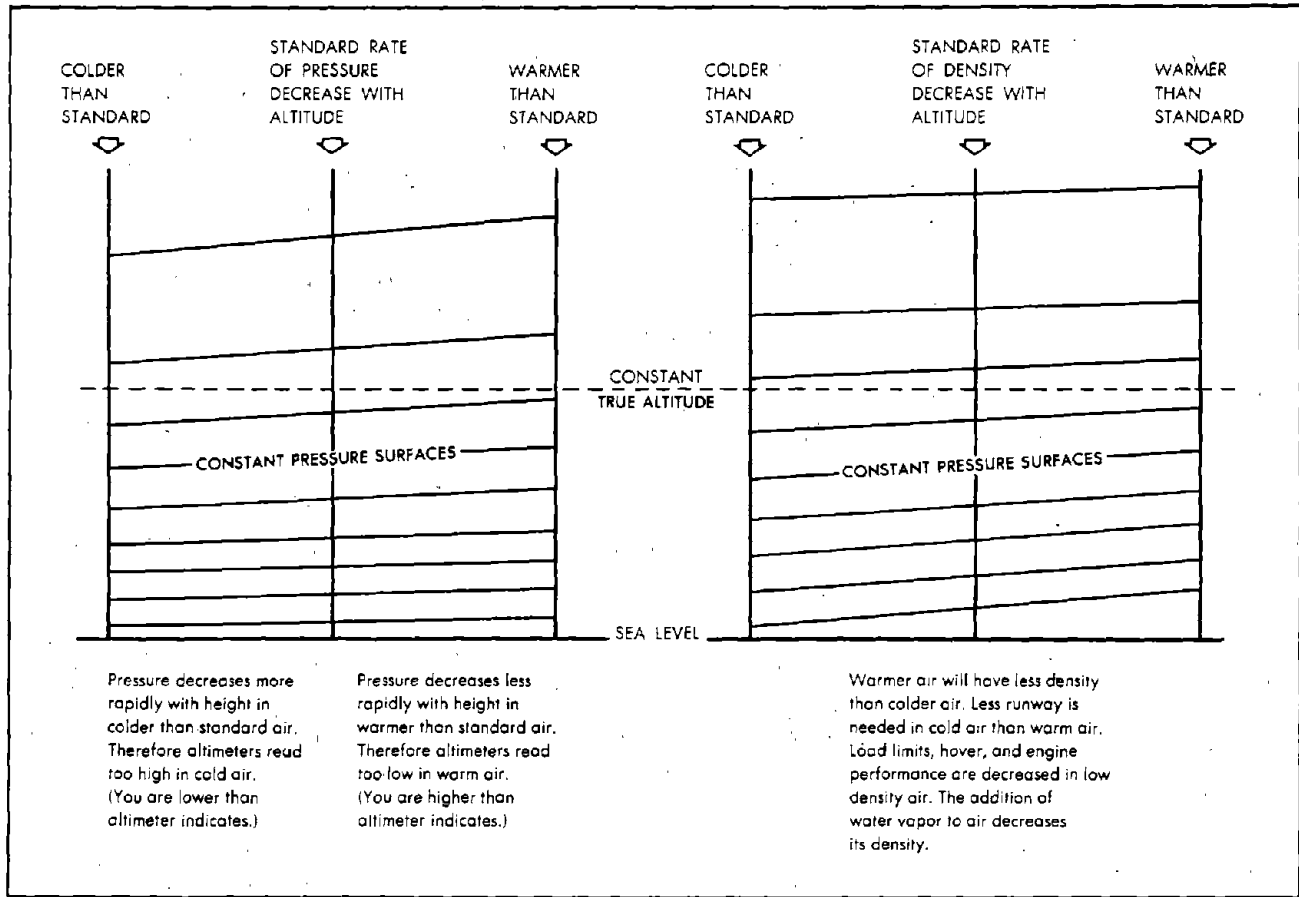 COLDER
THAN
STANDARD
STANDARD RATE
OF PRESSURE
DECREASE WITH
ALTITUDE
WARMER
THAN
STANDARD
COLDER
THAN
STANDARD
STANDARD RATE
OF DENSITY
DECREASE WITH
ALTITUDE
WARMER
THAN
STANDARD
CONSTANT
TRUE ALTITUDE
CONSTANT PRESSURE SURFACES
CONSTANT PRESSURE SURFACES
SEA LEVEL
Pressure decreases more
rapidly with height in
colder than standard air.
Therefore altimeters read
too high in cold air.
(You are lower than
altimeter indicates.)
Pressure decreases less
rapidly with height in
warmer than standard air.
Therefore altimeters read
too low in warm air.
(You are higher than
altimeter indicates.)
Warmer air will have less density
than colder air. Less runway is
needed in cold air than warm air.
Load limits, hover, and engine
performance are decreased in low
density air. The addition of
water vapor to air decreases
its density.